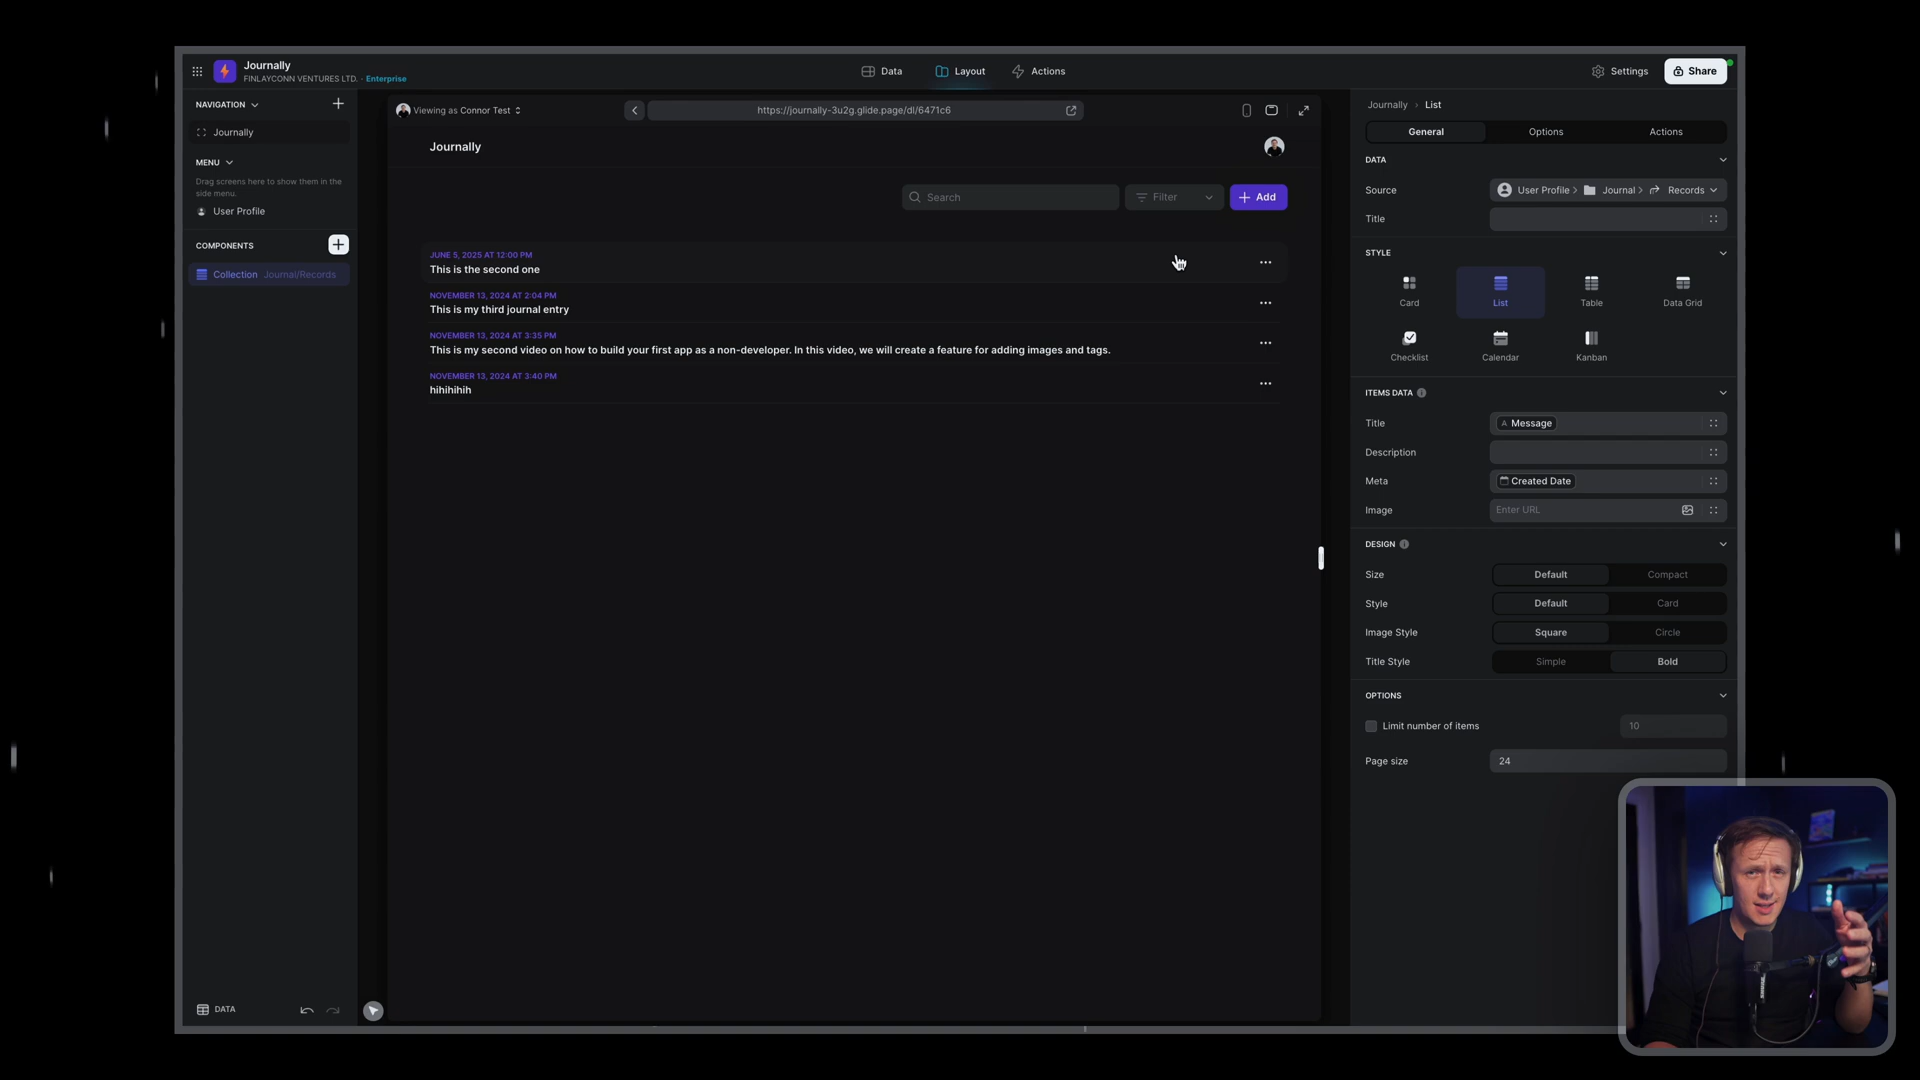 Journally
FINLAYCONN VENTURES LTD. · Enterprise
Data
Layout
Actions
Settings
Share
NAVIGATION
Journally
MENU
Drag screens here to show them in the
side menu.
User Profile
COMPONENTS
Collection Journal/Records
DATA
Viewing as Connor Test
https://journally-3u2g.glide.page/dl/6471c6
Journally
Search
Filter
Add
JUNE 5, 2025 AT 12:00 PM
This is the second one
NOVEMBER 13, 2024 AT 2:04 PM
This is my third journal entry
NOVEMBER 13, 2024 AT 3:35 PM
This is my second video on how to build your first app as a non-developer. In this video, we will create a feature for adding images and tags.
NOVEMBER 13, 2024 AT 3:40 PM
hihihihih
Journally › List
General
Options
Actions
DATA
Source
User Profile > Journal > Records
Title
STYLE
Card
List
Table
Data Grid
Checklist
Calendar
Kanban
ITEMS DATA
Title
Message
Description
Meta
Created Date
Image
Enter URL
DESIGN
Size
Default
Compact
Style
Default
Card
Image Style
Square
Circle
Title Style
Simple
Bold
OPTIONS
Limit number of items
10
Page size
24